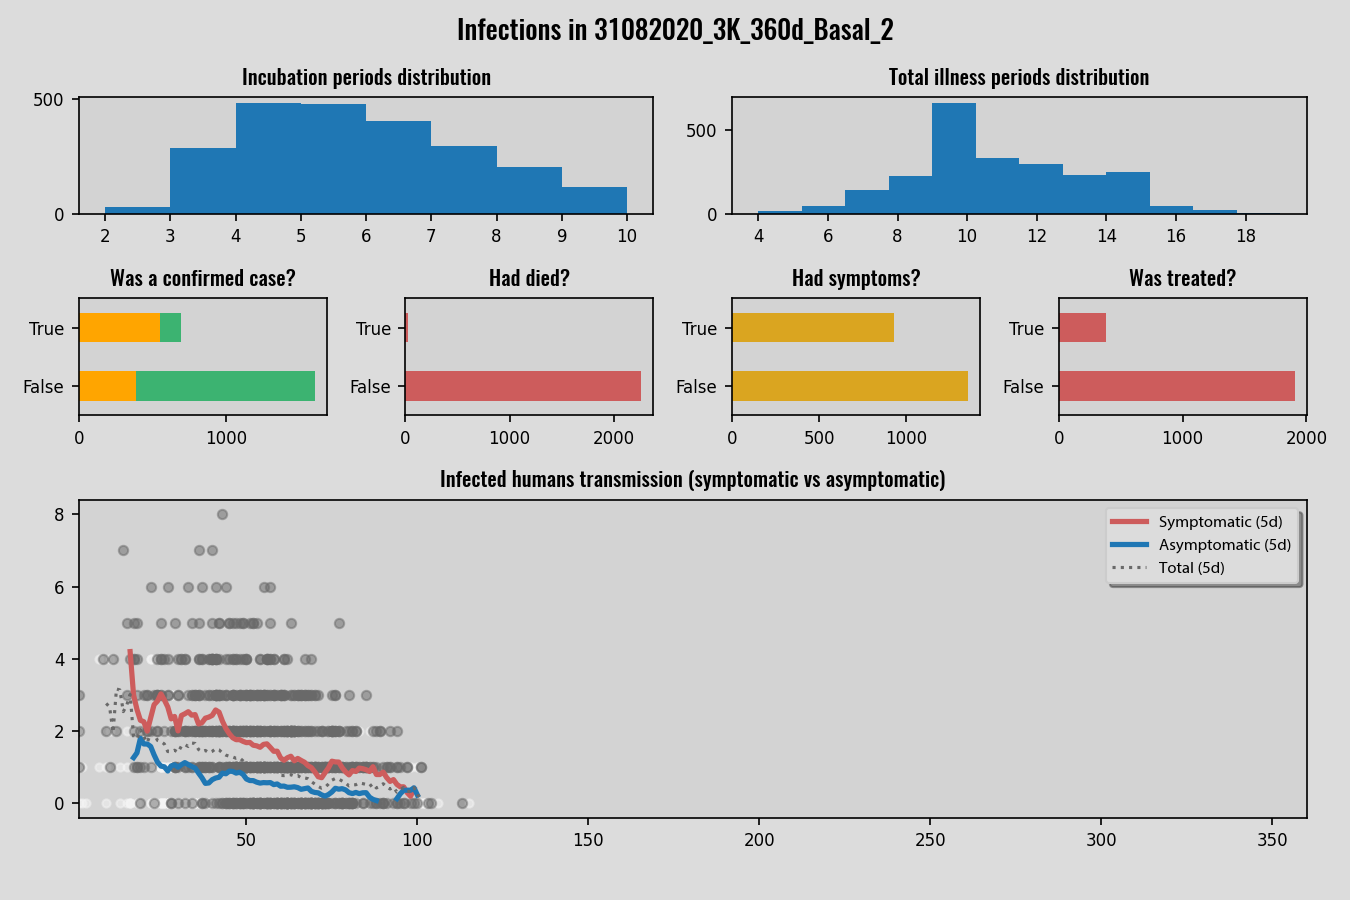 Infections in 31082020_3K_360d_Basal_2
Incubation periods distribution
Total illness periods distribution
500
0
2 3 4 5 6 7 8 9 10
500
0
4 6 8 10 12 14 16 18
Was a confirmed case?
Had died?
Had symptoms?
Was treated?
True
False
0 1000
True
False
0 1000 2000
True
False
0 500 1000
True
False
0 1000 2000
Infected humans transmission (symptomatic vs asymptomatic)
8
6
4
2
0
Symptomatic (5d)
Asymptomatic (5d)
Total (5d)
50 100 150 200 250 300 350